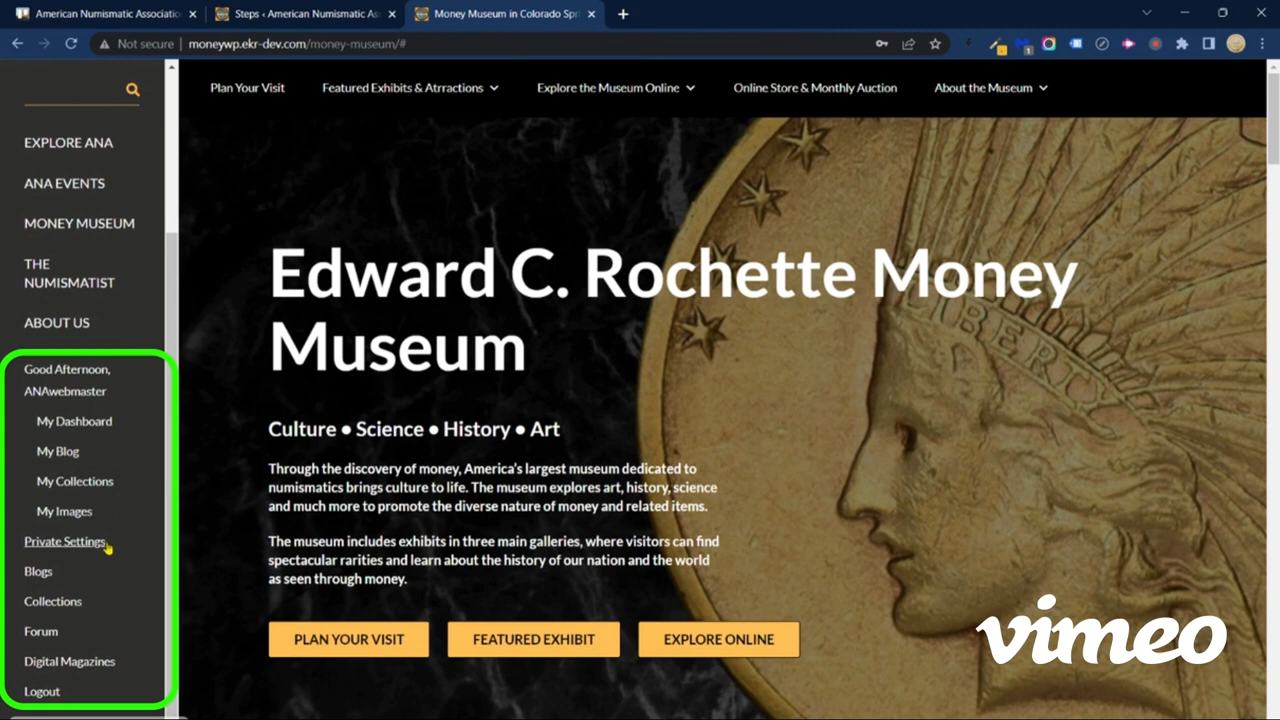 American Numismatic Associatio
Steps ‹ American Numismatic As
Money Museum in Colorado Spr
Not secure | moneywp.ekr-dev.com/money-museum/#
1
Plan Your Visit
Featured Exhibits & Atrractions
Explore the Museum Online
Online Store & Monthly Auction
About the Museum
EXPLORE ANA
ANA EVENTS
MONEY MUSEUM
THE
NUMISMATIST
ABOUT US
Good Afternoon,
ANAwebmaster
My Dashboard
My Blog
My Collections
My Images
Private Settings
Blogs
Collections
Forum
Digital Magazines
Logout
LIBERTY
Edward C. Rochette Money
Museum
Culture • Science • History • Art
Through the discovery of money, America's largest museum dedicated to
numismatics brings culture to life. The museum explores art, history, science
and much more to promote the diverse nature of money and related items.
The museum includes exhibits in three main galleries, where visitors can find
spectacular rarities and learn about the history of our nation and the world
as seen through money.
PLAN YOUR VISIT
FEATURED EXHIBIT
EXPLORE ONLINE
vimeo